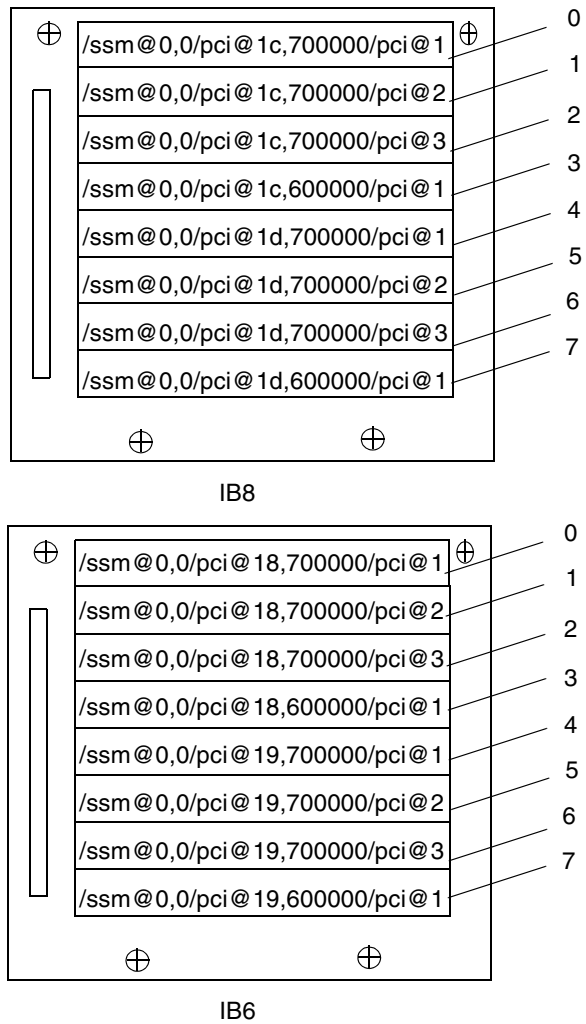 /ssm@0,0/pci@1c,700000/pci@1 0
/ssm@0,0/pci@1c,700000/pci@2 1
/ssm@0,0/pci@1c,700000/pci@3 2
/ssm@0,0/pci@1c,600000/pci@1 3
/ssm@0,0/pci@1d,700000/pci@1 4
/ssm@0,0/pci@1d,700000/pci@2 5
/ssm@0,0/pci@1d,700000/pci@3 6
/ssm@0,0/pci@1d,600000/pci@1 7
IB8
/ssm@0,0/pci@18,700000/pci@1 0
/ssm@0,0/pci@18,700000/pci@2 1
/ssm@0,0/pci@18,700000/pci@3 2
/ssm@0,0/pci@18,600000/pci@1 3
/ssm@0,0/pci@19,700000/pci@1 4
/ssm@0,0/pci@19,700000/pci@2 5
/ssm@0,0/pci@19,700000/pci@3 6
/ssm@0,0/pci@19,600000/pci@1 7
IB6